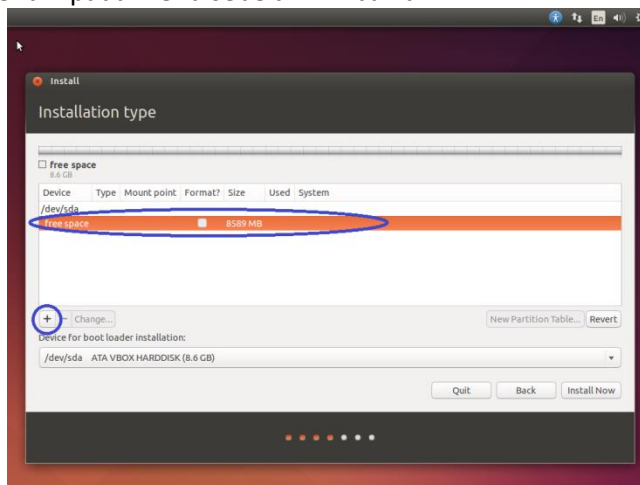 En
Install
Installation type
free space
8.6 GB
Device Type Mount point Format? Size Used System
/dev/sda
free space 8589 MB
+ - Change... New Partition Table... Revert
Device for boot loader installation:
/dev/sda ATA VBOX HARDDISK (8.6 GB)
Quit Back Install Now